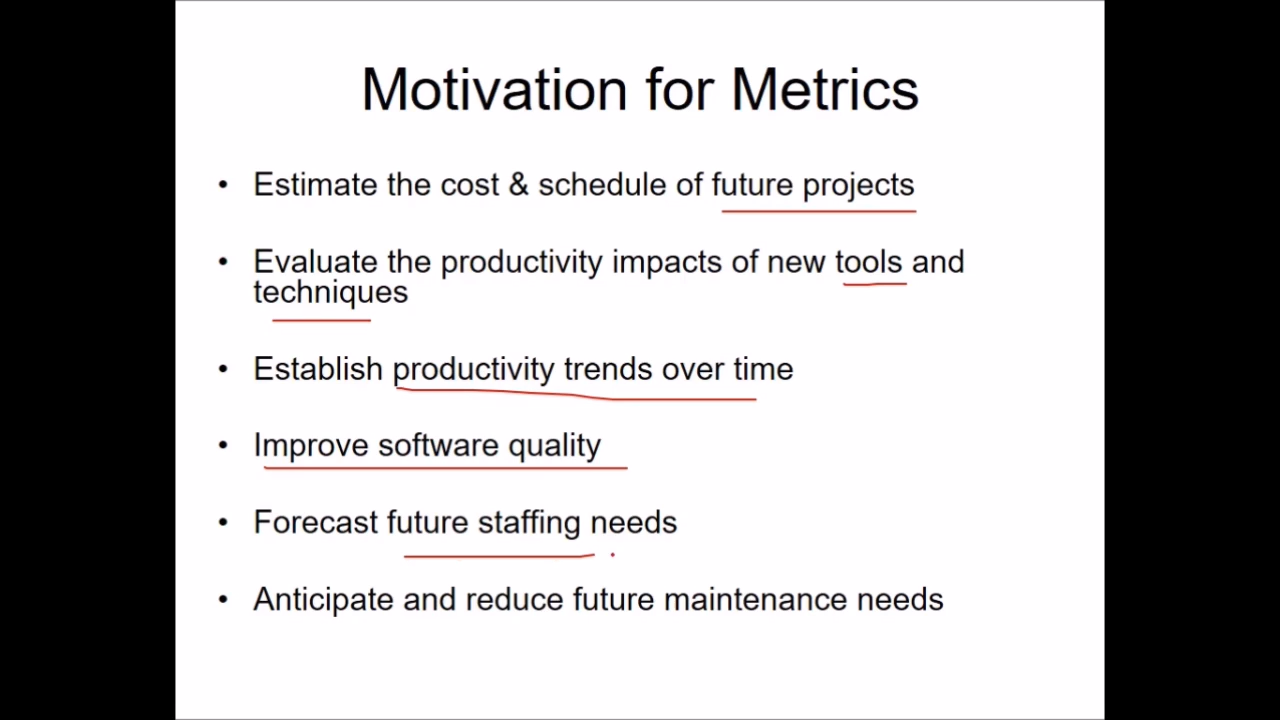 Motivation for Metrics
• Estimate the cost & schedule of future projects
• Evaluate the productivity impacts of new tools and
techniques
• Establish productivity trends over time
• Improve software quality
• Forecast future staffing needs
• Anticipate and reduce future maintenance needs